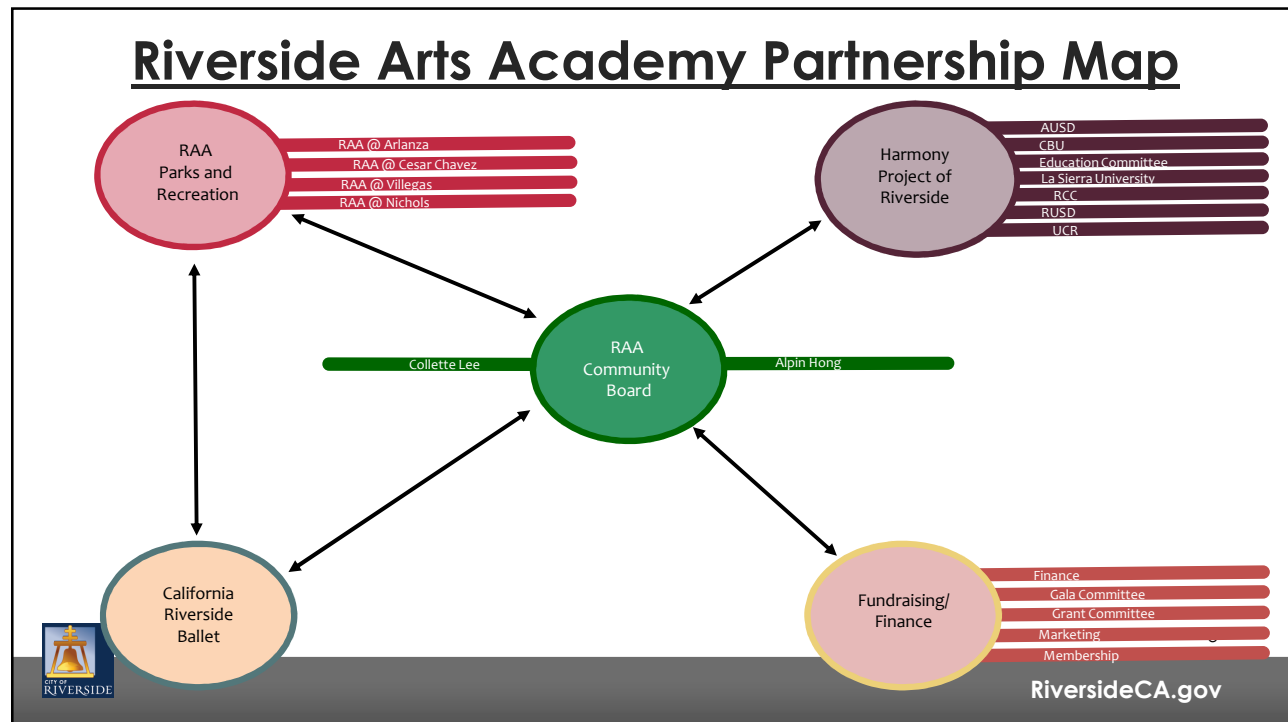 Riverside Arts Academy Partnership Map
RAA
Parks and
Recreation
RAA @ Arlanza
RAA @ Cesar Chavez
RAA @ Villegas
RAA @ Nichols
Harmony
Project of
Riverside
AUSD
CBU
Education Committee
La Sierra University
RCC
RUSD
UCR
Collette Lee
RAA
Community
Board
Alpin Hong
California
Riverside
Ballet
Fundraising/
Finance
Finance
Gala Committee
Grant Committee
Marketing
Membership
CITY OF
RIVERSIDE
RiversideCA.gov